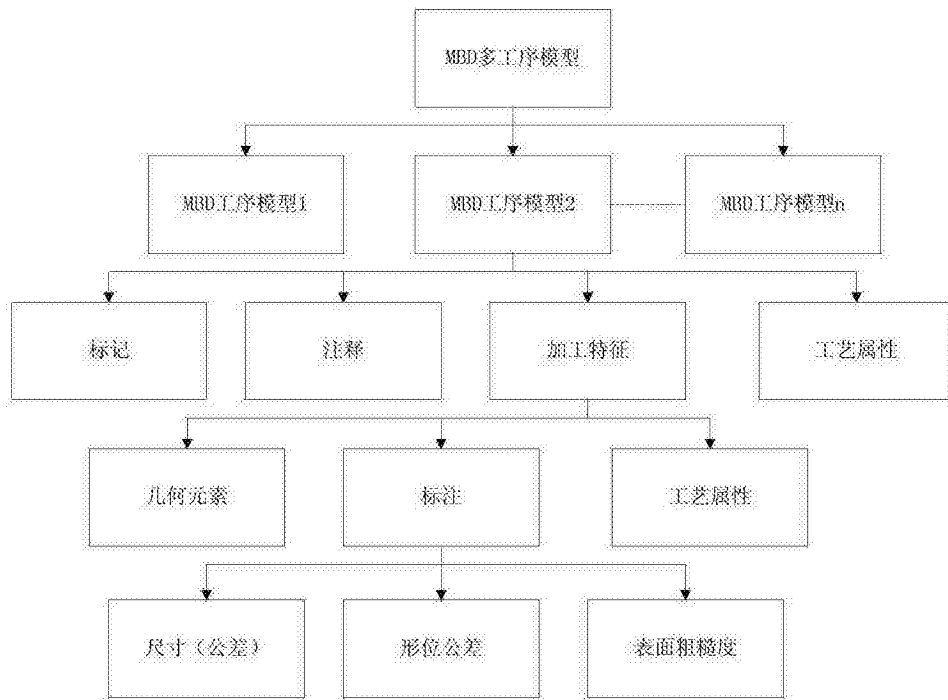 MBD多工序模型
MBD工序模型1
MBD工序模型2
MBD工序模型n
标记
注释
加工特征
工艺属性
几何元素
标注
工艺属性
尺寸（公差）
形位公差
表面粗糙度